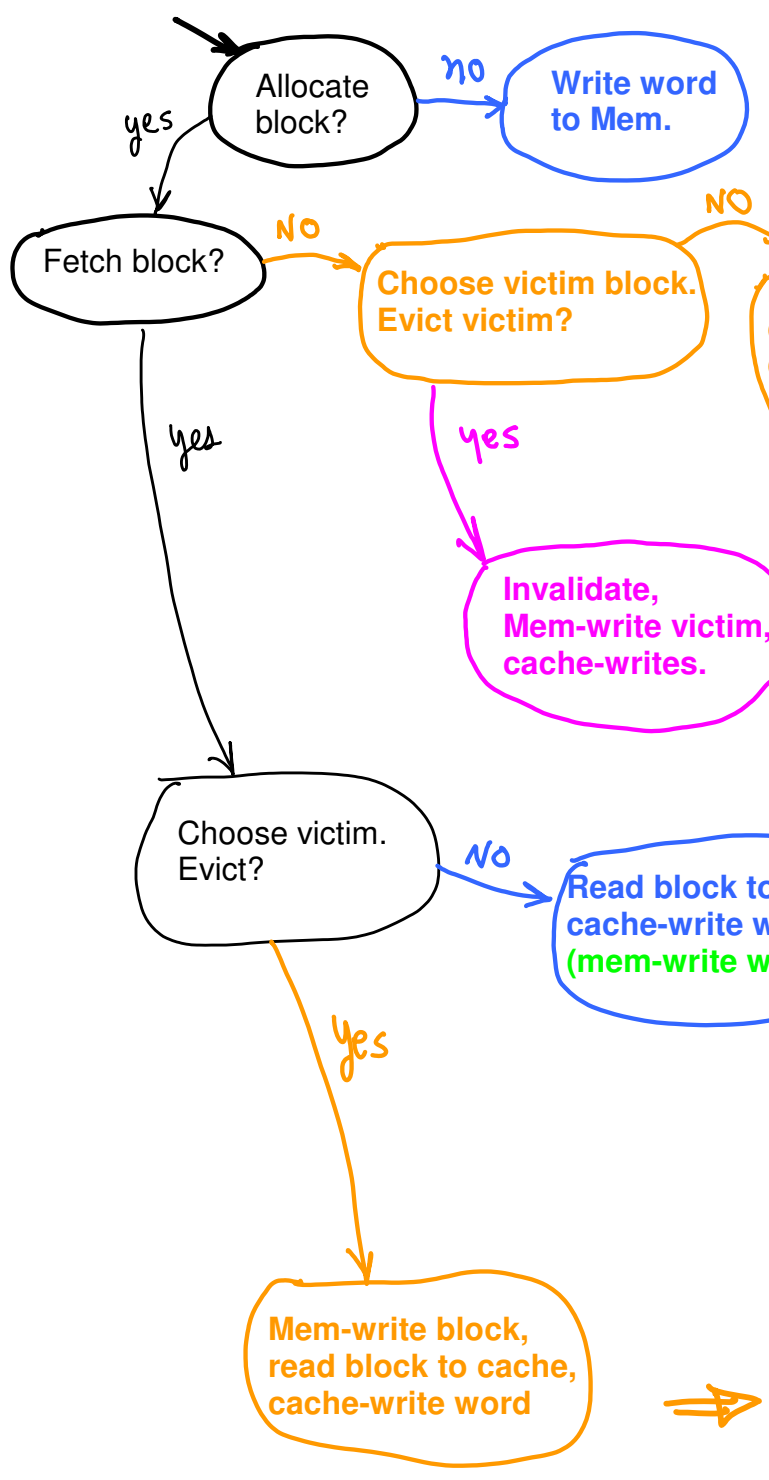 Allocate
block?
no
Write word
to Mem.
yes
Fetch block?
NO
Choose victim block.
Evict victim?
NO
yes
yes
Invalidate,
Mem-write victim,
cache-writes.
Choose victim.
Evict?
NO
Read block to
cache-write w
(mem-write w
yes
Mem-write block,
read block to cache,
cache-write word